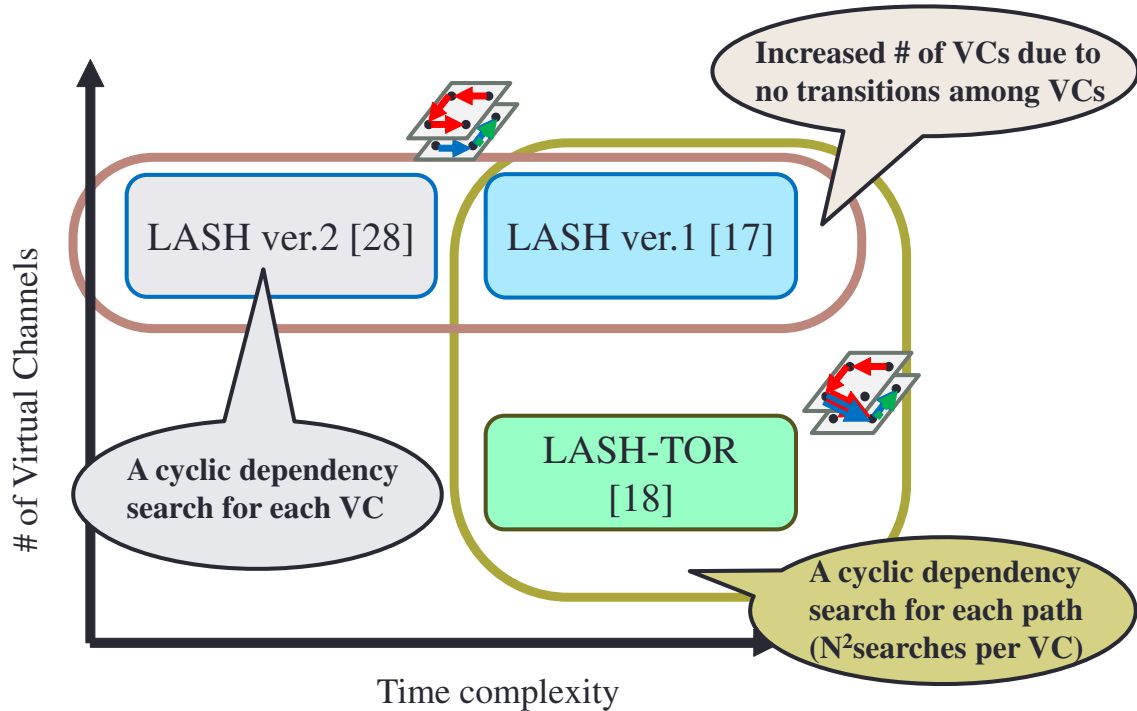 Increased # of VCs due to
no transitions among VCs
LASH ver.2 [28]
LASH ver.1 [17]
# of Virtual Channels
A cyclic dependency
search for each VC
LASH-TOR
[18]
A cyclic dependency
search for each path
(N²searches per VC)
Time complexity